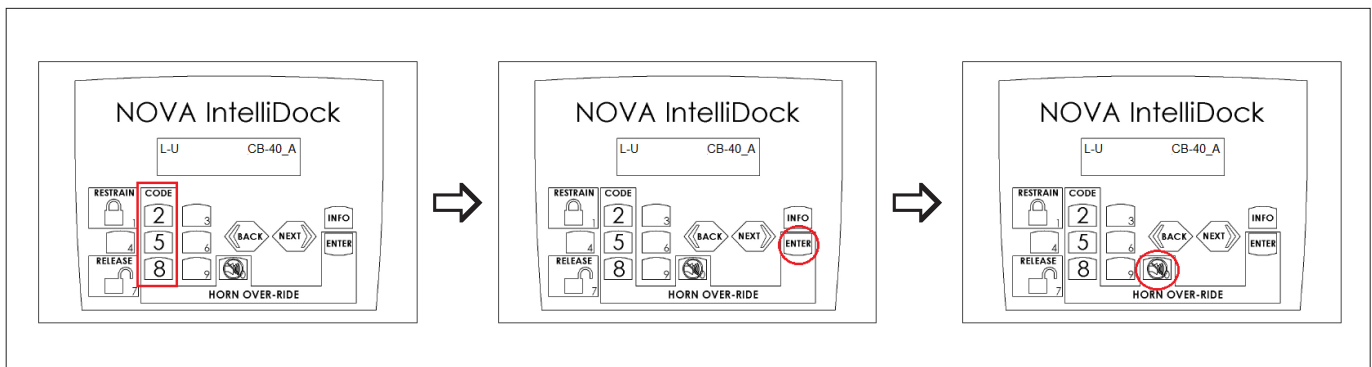 NOVA IntelliDock
L-U CB-40_A
RESTRAIN CODE
1 2 3
INFO
4 5 6 BACK NEXT ENTER
RELEASE
7 8 9
HORN OVER-RIDE
NOVA IntelliDock
L-U CB-40_A
RESTRAIN CODE
1 2 3
INFO
4 5 6 BACK NEXT ENTER
RELEASE
7 8 9
HORN OVER-RIDE
NOVA IntelliDock
L-U CB-40_A
RESTRAIN CODE
1 2 3
INFO
4 5 6 BACK NEXT ENTER
RELEASE
7 8 9
HORN OVER-RIDE